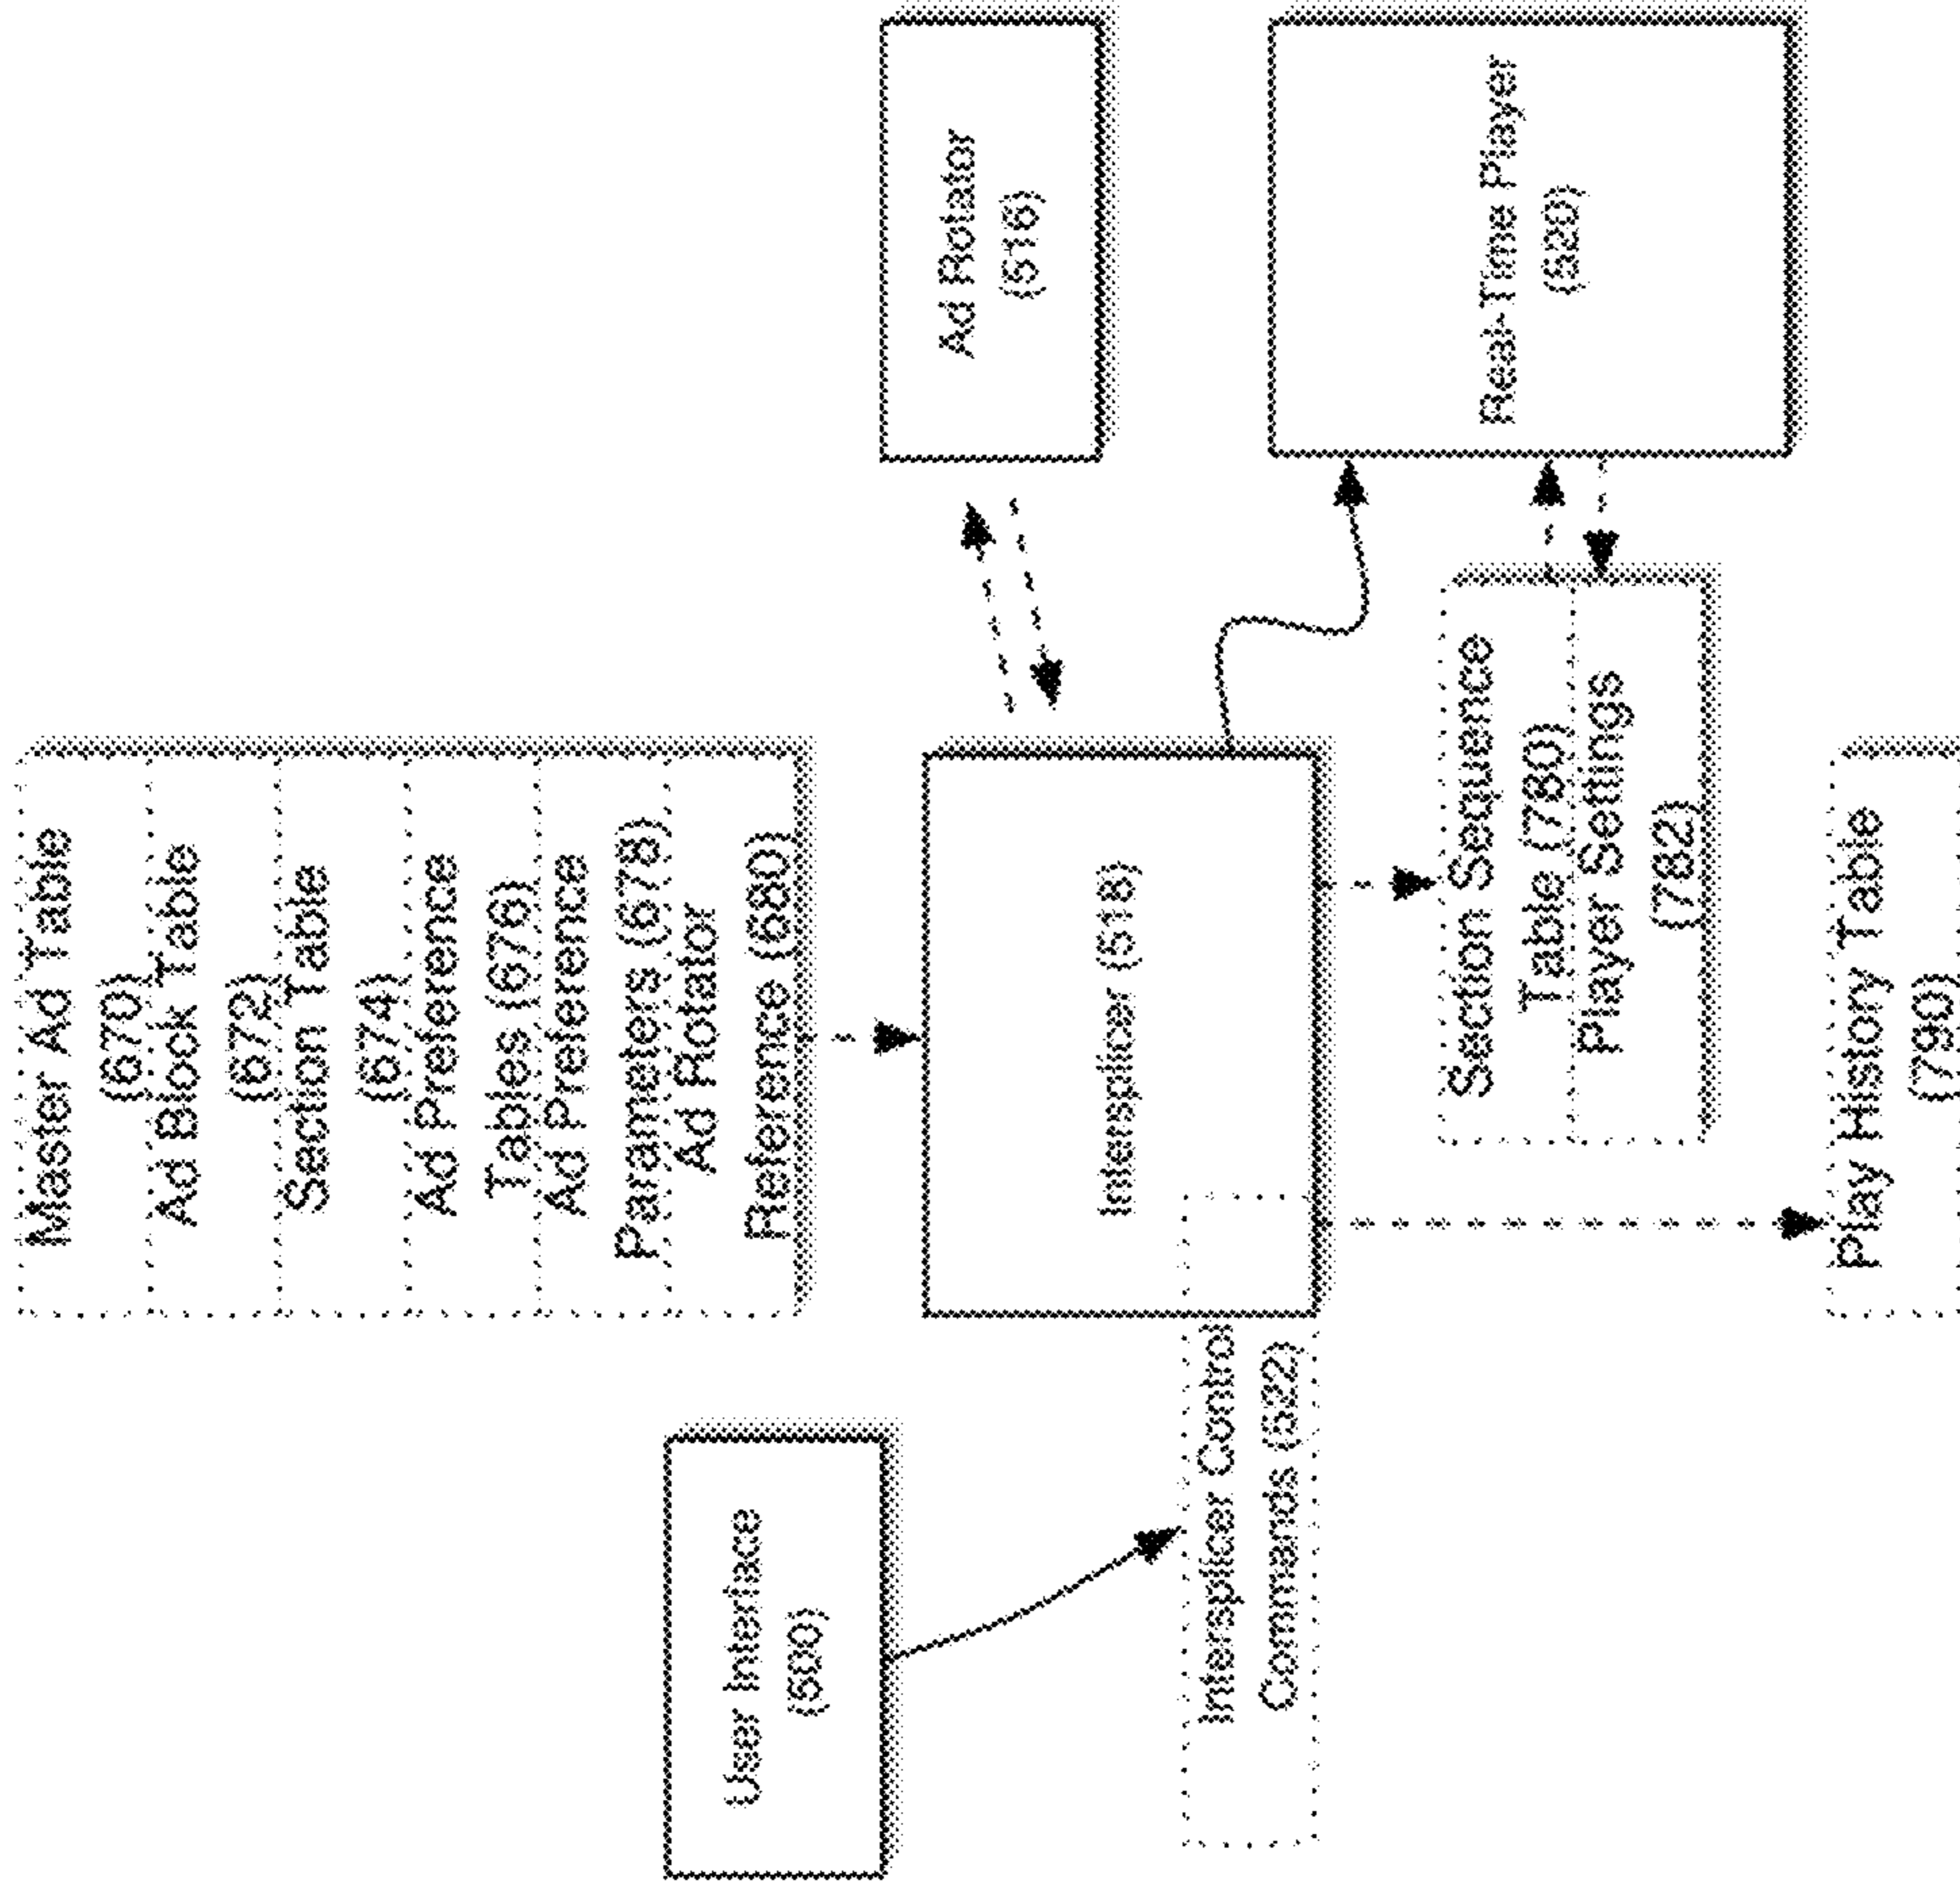 Master Ad Table
(670)
Ad Block Table
(672)
Section Table
(674)
Ad Preference
Tables (676)
Ad Preference
Parameters (678)
Ad Rotator
Reference (680)
User Interface
(500)
Ad Rotator
(516)
Intersplicer (518)
Intersplicer Control
Commands (522)
Real-Time Player
(520)
Section Sequence
Table (780)
Player Settings
(782)
Play History Table
(790)